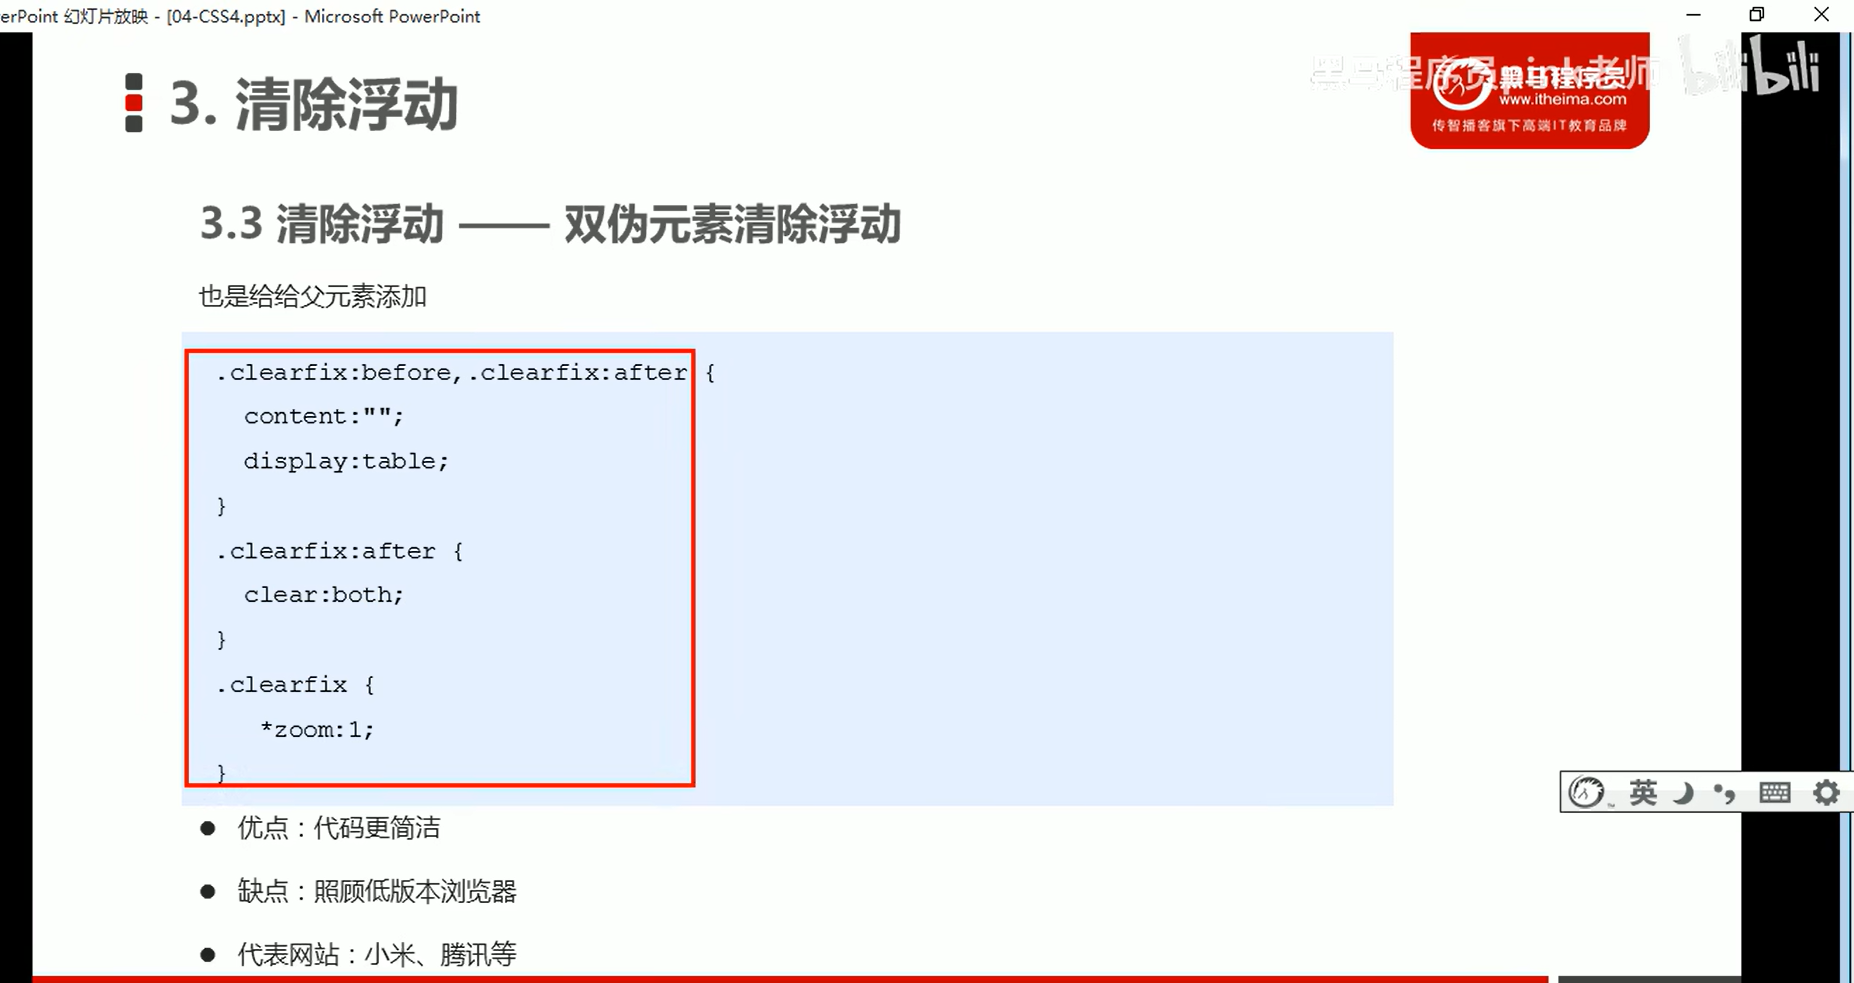 erPoint 幻灯片放映 - [04-CSS4.pptx] - Microsoft PowerPoint
3. 清除浮动
黑马程序员pink老师
bilibili
黑马程序员
www.itheima.com
传智播客旗下高端IT教育品牌
3.3 清除浮动 —— 双伪元素清除浮动
也是给给父元素添加
.clearfix:before,.clearfix:after {
content:"";
display:table;
}
.clearfix:after {
clear:both;
}
.clearfix {
*zoom:1;
}
英
● 优点：代码更简洁
● 缺点：照顾低版本浏览器
● 代表网站：小米、腾讯等